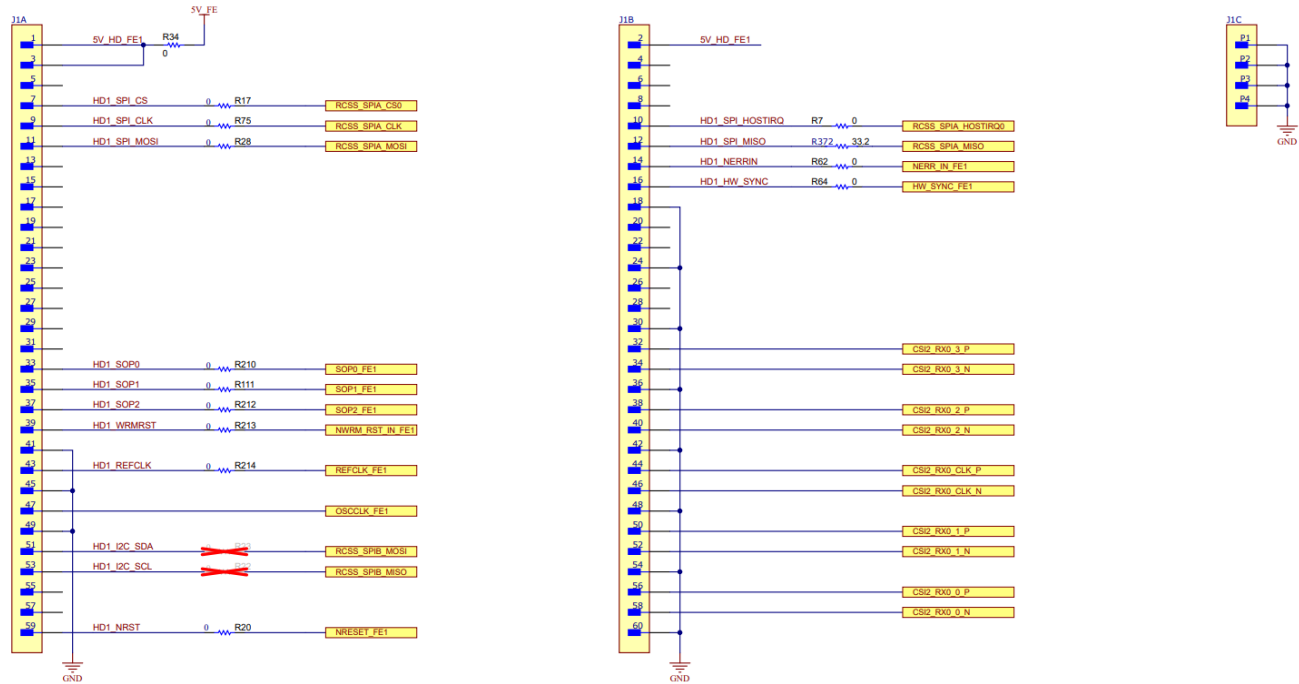 5V_FE
J1A
1 5V_HD_FE1 R34
0
3
5
7 HD1_SPI_CS 0 R17 RCSS_SPIA_CS0
9 HD1_SPI_CLK 0 R75 RCSS_SPIA_CLK
11 HD1_SPI_MOSI 0 R28 RCSS_SPIA_MOSI
13
15
17
19
21
23
25
27
29
31
33 HD1_SOP0 0 R210 SOP0_FE1
35 HD1_SOP1 0 R111 SOP1_FE1
37 HD1_SOP2 0 R212 SOP2_FE1
39 HD1_WRMRST 0 R213 NWRM_RST_IN_FE1
41
43 HD1_REFCLK 0 R214 REFCLK_FE1
45
47 OSCCLK_FE1
49
51 HD1_I2C_SDA RCSS_SPIB_MOSI
53 HD1_I2C_SCL RCSS_SPIB_MISO
55
57
59 HD1_NRST 0 R20 NRESET_FE1
GND
J1B
2 5V_HD_FE1
4
6
8
10 HD1_SPI_HOSTIRQ R7 0 RCSS_SPIA_HOSTIRQ0
12 HD1_SPI_MISO R372 33.2 RCSS_SPIA_MISO
14 HD1_NERRIN R62 0 NERR_IN_FE1
16 HD1_HW_SYNC R64 0 HW_SYNC_FE1
18
20
22
24
26
28
30
32 CSI2_RX0_3_P
34 CSI2_RX0_3_N
36
38 CSI2_RX0_2_P
40 CSI2_RX0_2_N
42
44 CSI2_RX0_CLK_P
46 CSI2_RX0_CLK_N
48
50 CSI2_RX0_1_P
52 CSI2_RX0_1_N
54
56 CSI2_RX0_0_P
58 CSI2_RX0_0_N
60
GND
J1C
P1
P2
P3
P4
GND